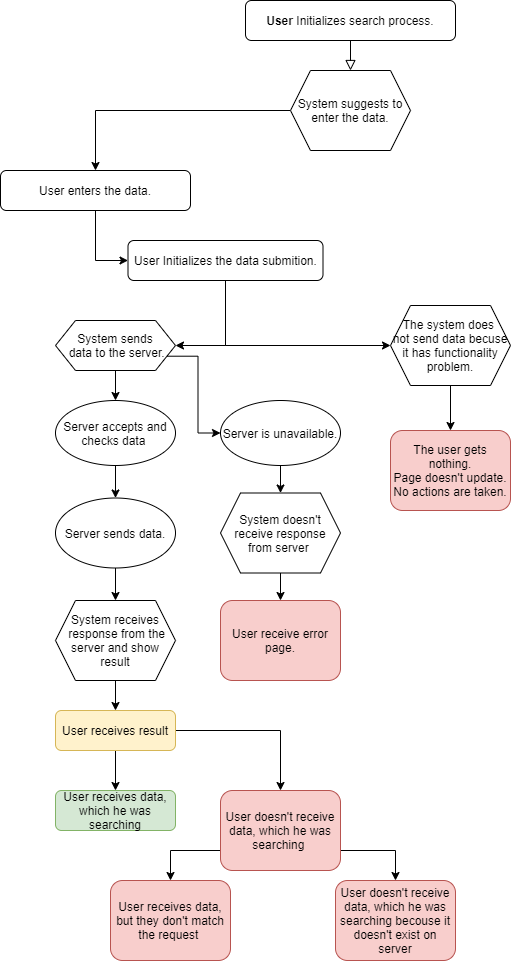 User Initializes search process.
System suggests to
enter the data.
User enters the data.
User Initializes the data submition.
System sends
data to the server.
The system does
not send data becuse
it has functionality
problem.
Server accepts and
checks data
Server is unavailable.
The user gets
nothing.
Page doesn't update.
No actions are taken.
Server sends data.
System doesn't
receive response
from server
System receives
response from the
server and show
result
User receive error
page.
User receives result
User receives data,
which he was
searching
User doesn't receive
data, which he was
searching
User receives data,
but they don't match
the request
User doesn't receive
data, which he was
searching becouse it
doesn't exist on
server